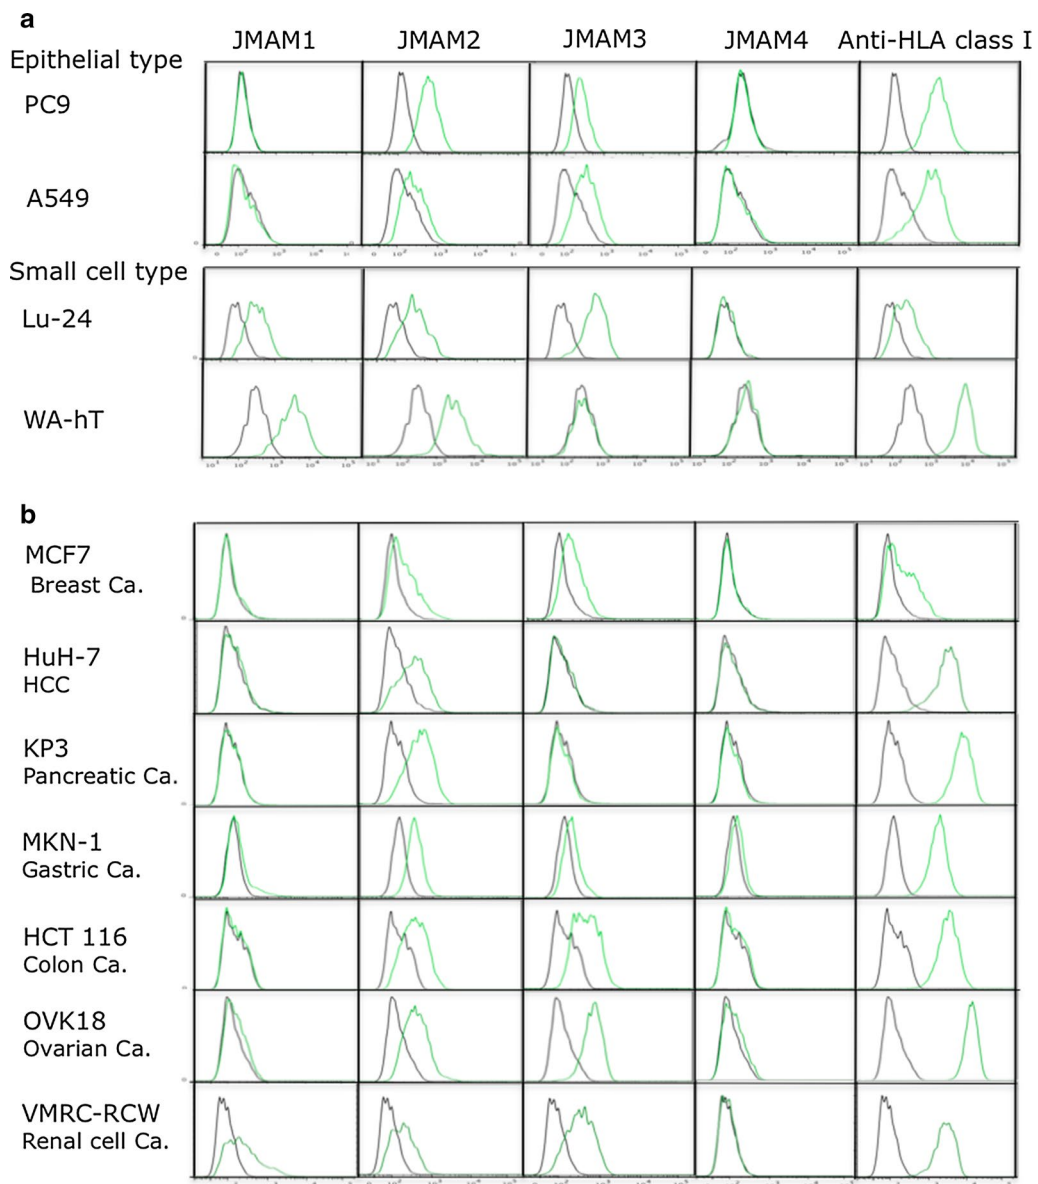 a
JMAM1 JMAM2 JMAM3 JMAM4 Anti-HLA class I
Epithelial type
PC9
A549
Small cell type
Lu-24
WA-hT
b
MCF7
Breast Ca.
HuH-7
HCC
KP3
Pancreatic Ca.
MKN-1
Gastric Ca.
HCT 116
Colon Ca.
OVK18
Ovarian Ca.
VMRC-RCW
Renal cell Ca.